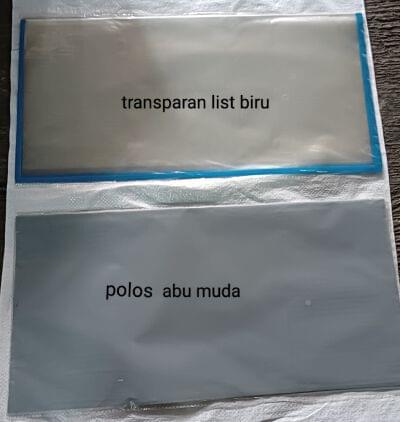 transparan list biru
polos abu muda